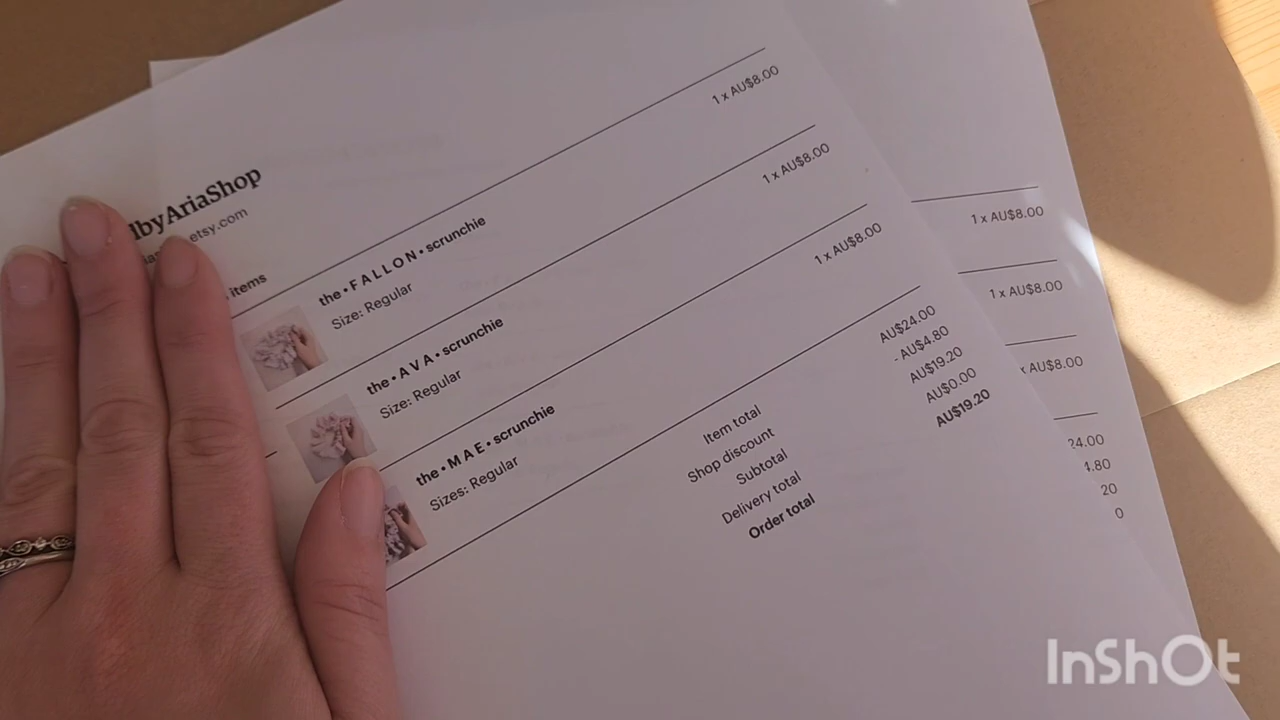 lbyAriaShop
etsy.com
items
the • F A L L O N • scrunchie
Size: Regular
1 x AU$8.00
the • A V A • scrunchie
Size: Regular
1 x AU$8.00
the • M A E • scrunchie
Sizes: Regular
1 x AU$8.00
Item total AU$24.00
Shop discount - AU$4.80
Subtotal AU$19.20
Delivery total AU$0.00
Order total AU$19.20
1 x AU$8.00
1 x AU$8.00
x AU$8.00
24.00
4.80
20
0
InShOt